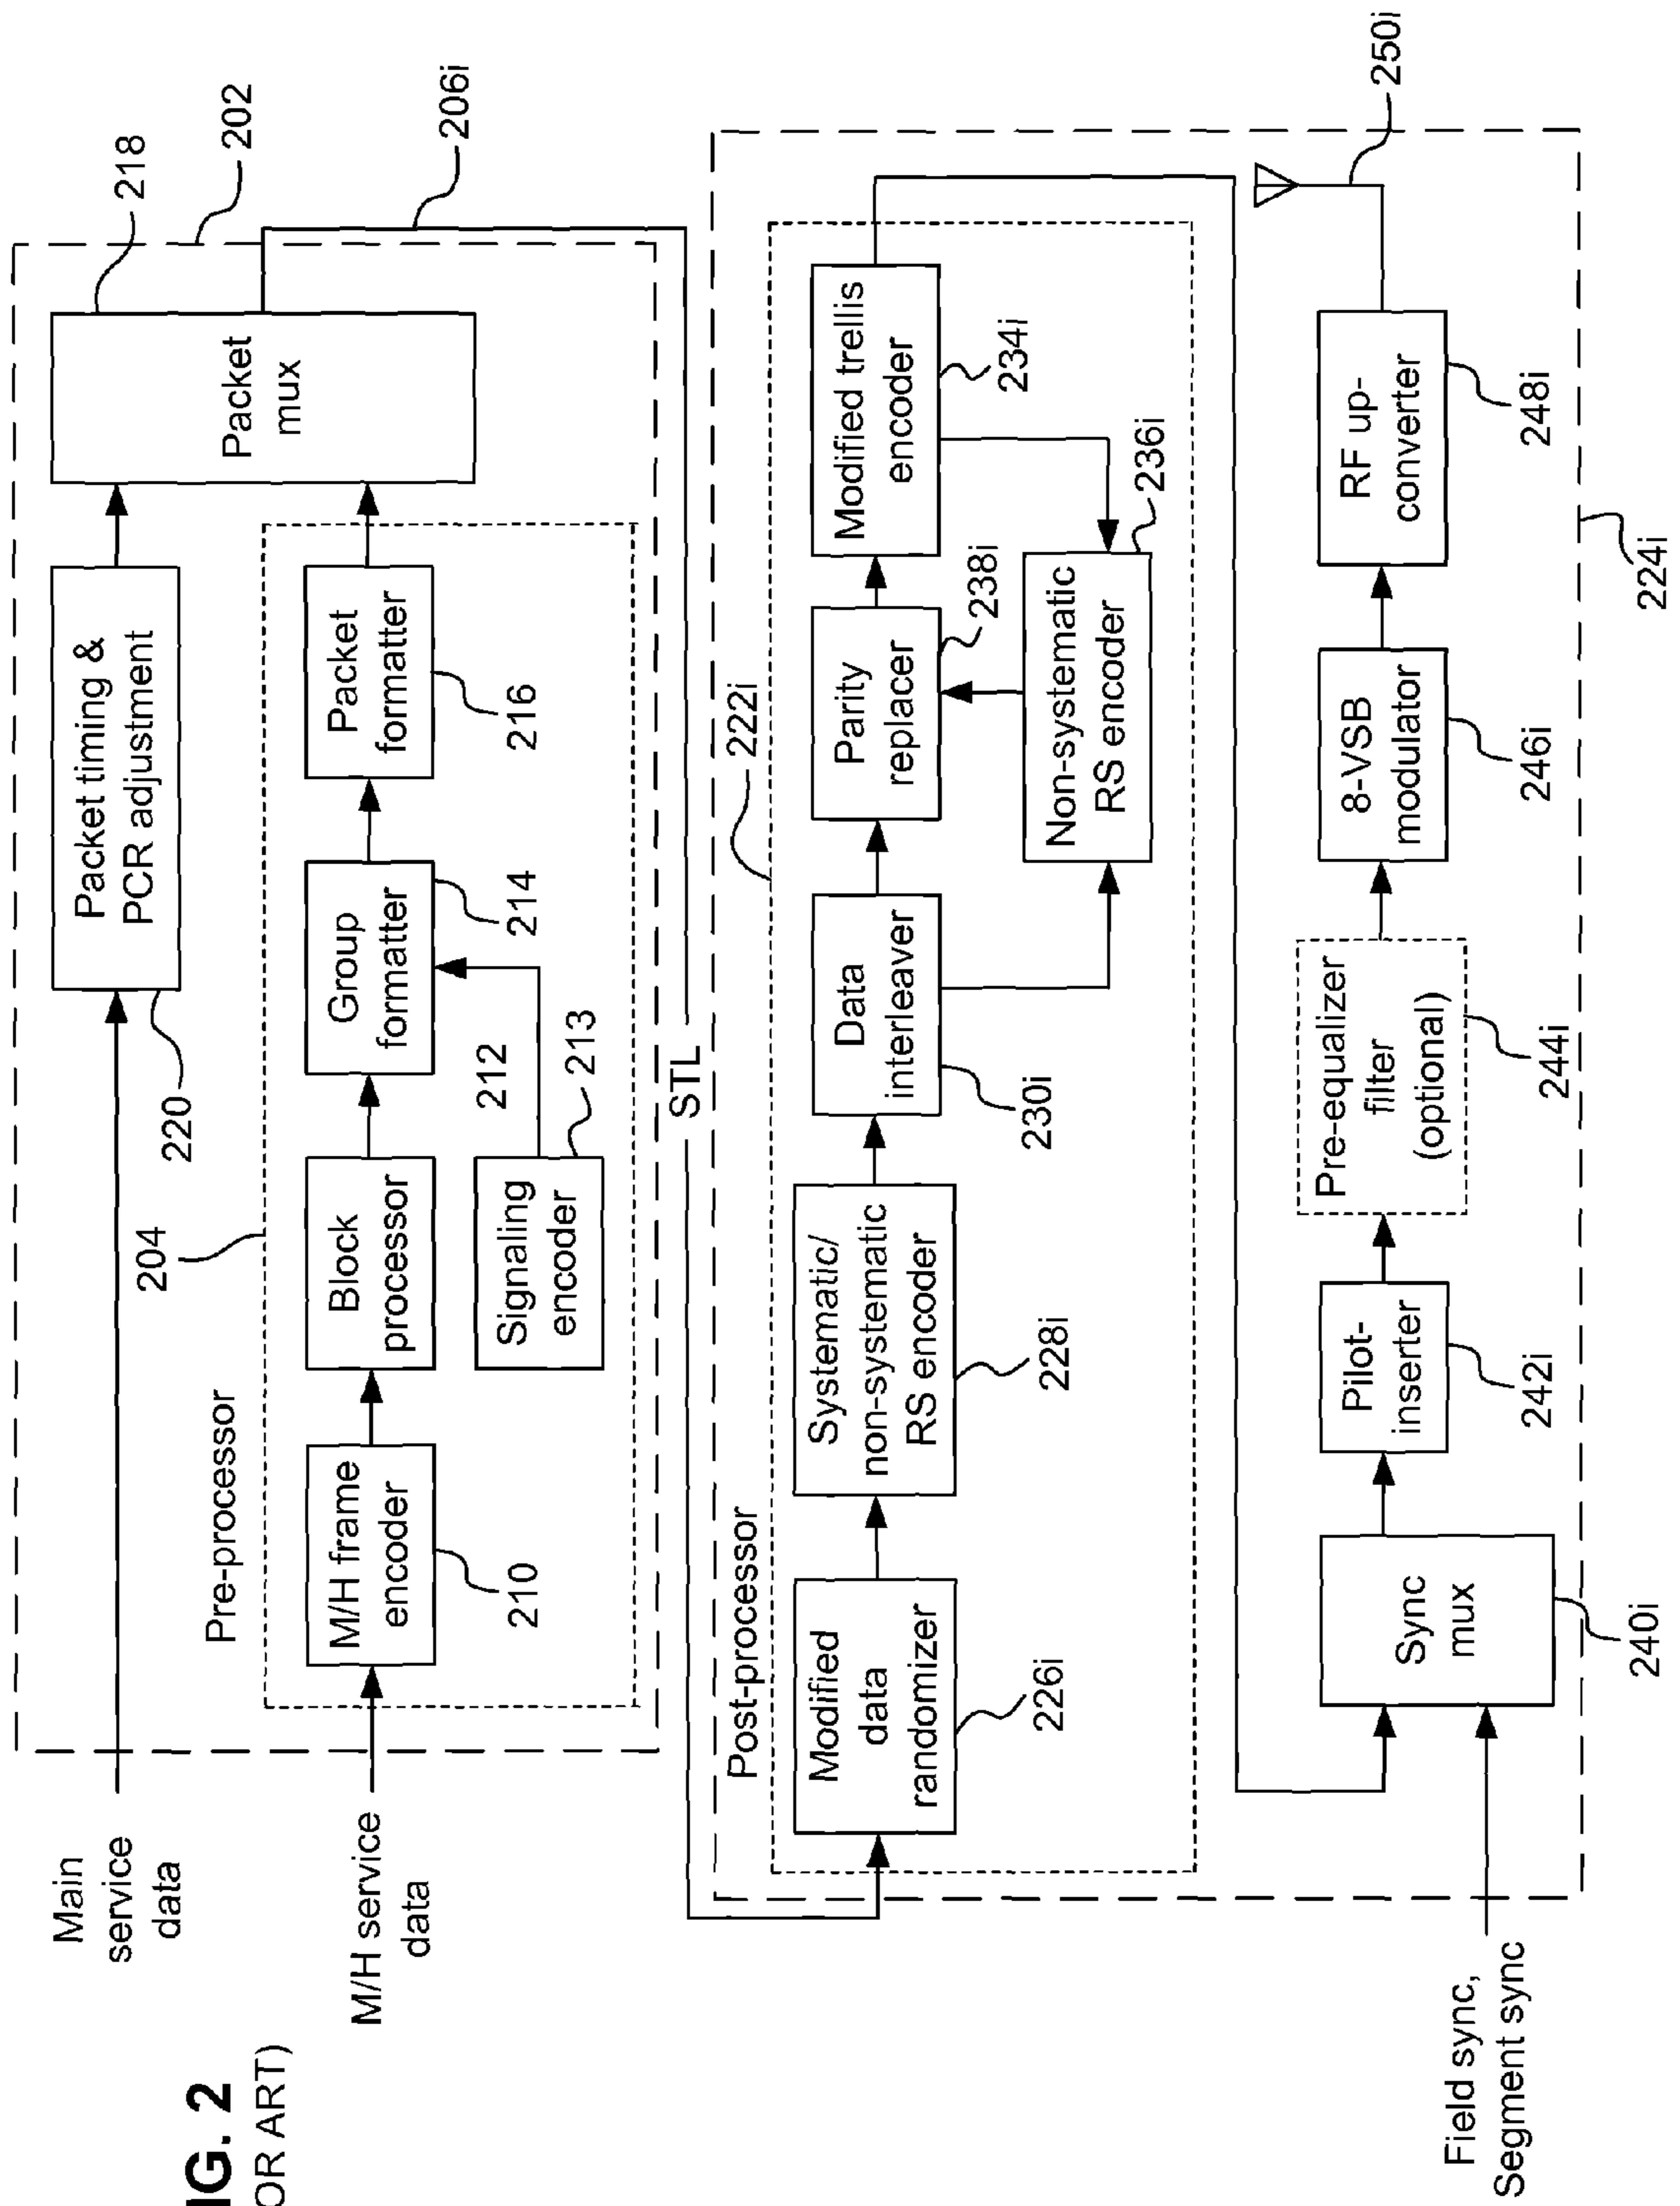 IG. 2
OR ART)
Main
service
data
M/H service
data
Packet timing &
PCR adjustment
220
Packet
mux
218
202
206i
204
Pre-processor
M/H frame
encoder
210
Block
processor
Group
formatter
214
Packet
formatter
216
212
Signaling
encoder
213
STL
Post-processor
222i
Modified
data
randomizer
226i
Systematic/
non-systematic
RS encoder
228i
Data
interleaver
230i
Parity
replacer
238i
Modified trellis
encoder
234i
Non-systematic
RS encoder
236i
Field sync,
Segment sync
Sync
mux
240i
Pilot-
inserter
242i
Pre-equalizer
filter
(optional)
244i
8-VSB
modulator
246i
RF up-
converter
248i
250i
224i